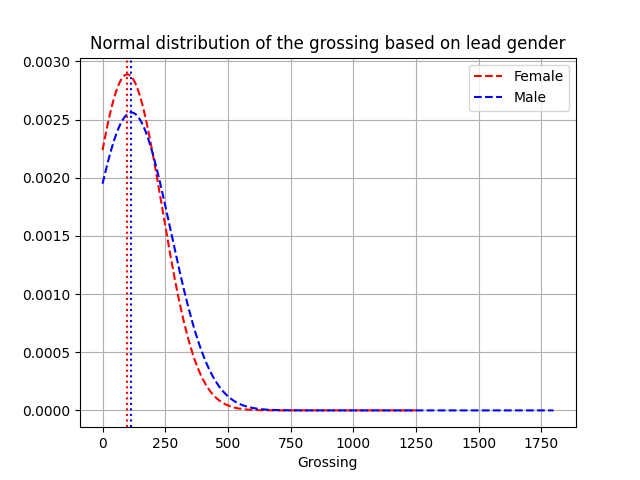 Normal distribution of the grossing based on lead gender
0.0030
0.0025
0.0020
0.0015
0.0010
0.0005
0.0000
Female
Male
0 250 500 750 1000 1250 1500 1750
Grossing